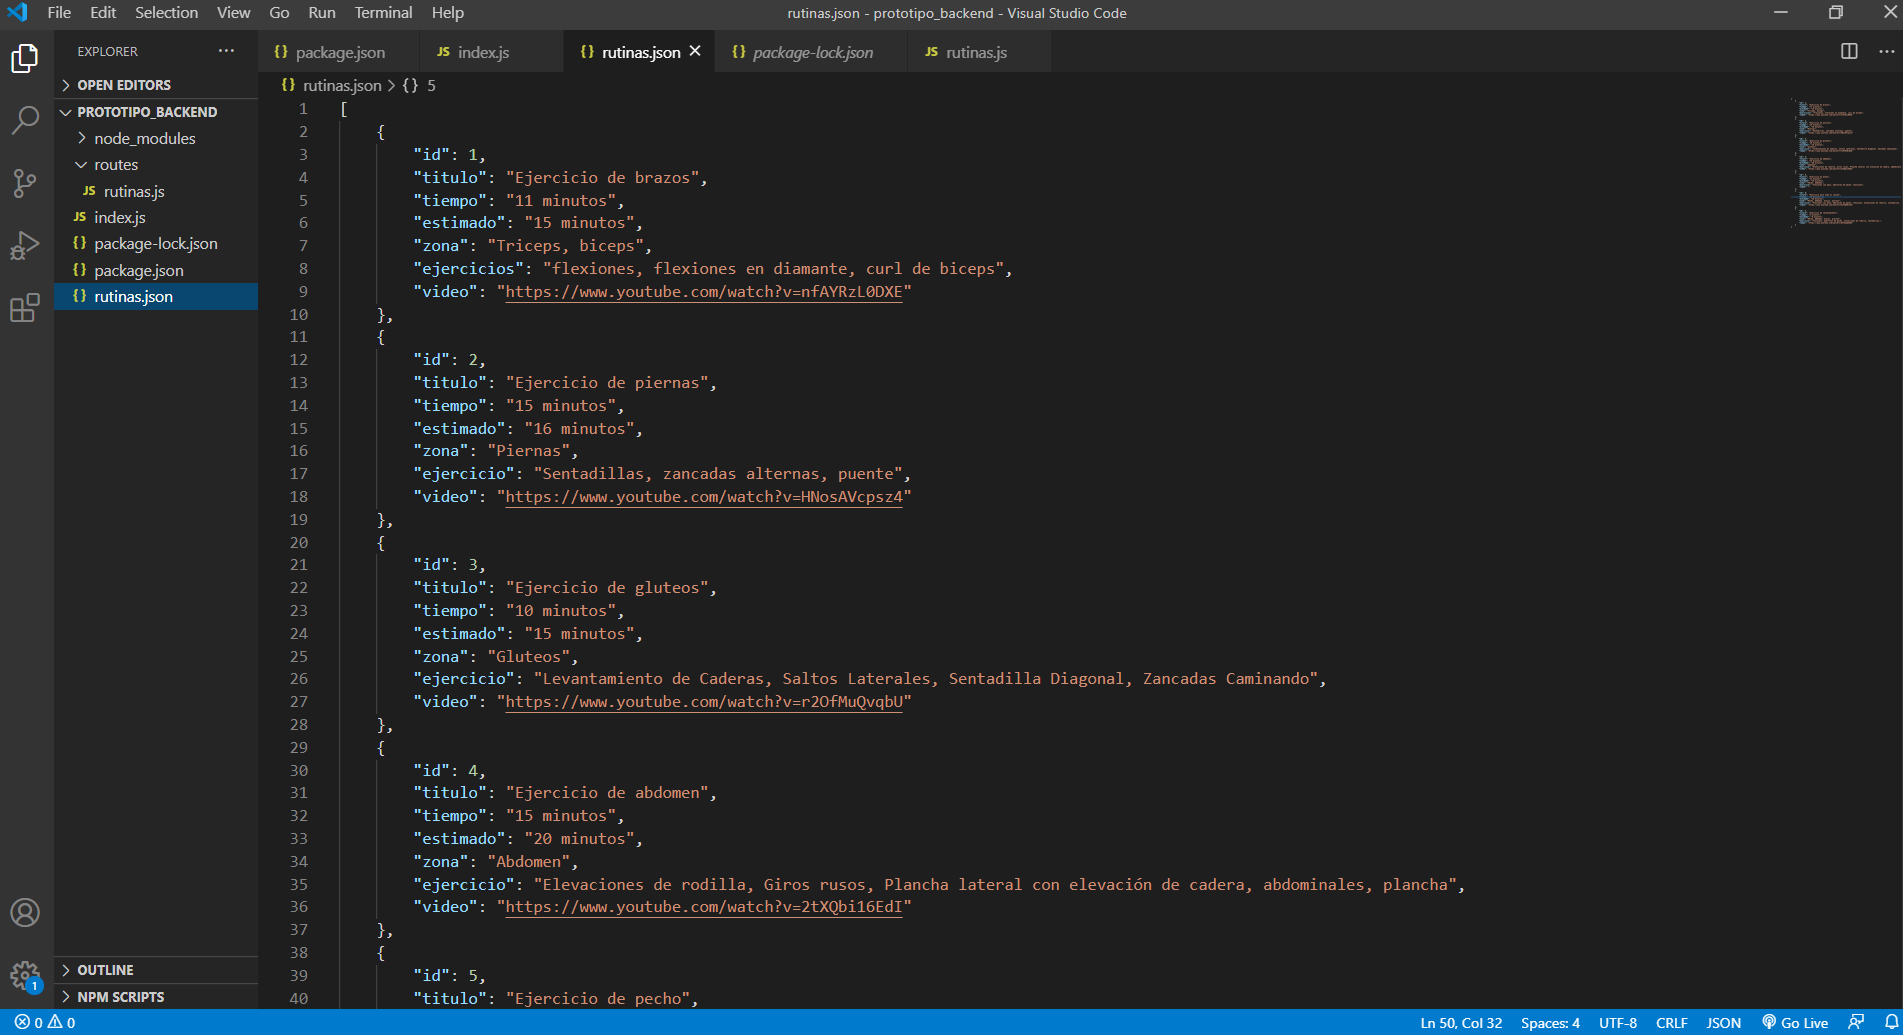 File Edit Selection View Go Run Terminal Help
rutinas.json - prototipo_backend - Visual Studio Code
EXPLORER
OPEN EDITORS
PROTOTIPO_BACKEND
node_modules
routes
JS rutinas.js
JS index.js
{} package-lock.json
{} package.json
{} rutinas.json
OUTLINE
NPM SCRIPTS
1
{} package.json JS index.js {} rutinas.json {} package-lock.json JS rutinas.js
{} rutinas.json > {} 5
1 [
2 {
3 "id": 1,
4 "titulo": "Ejercicio de brazos",
5 "tiempo": "11 minutos",
6 "estimado": "15 minutos",
7 "zona": "Triceps, biceps",
8 "ejercicios": "flexiones, flexiones en diamante, curl de biceps",
9 "video": "https://www.youtube.com/watch?v=nfAYRzL0DXE"
10 },
11 {
12 "id": 2,
13 "titulo": "Ejercicio de piernas",
14 "tiempo": "15 minutos",
15 "estimado": "16 minutos",
16 "zona": "Piernas",
17 "ejercicio": "Sentadillas, zancadas alternas, puente",
18 "video": "https://www.youtube.com/watch?v=HNosAVcpsz4"
19 },
20 {
21 "id": 3,
22 "titulo": "Ejercicio de gluteos",
23 "tiempo": "10 minutos",
24 "estimado": "15 minutos",
25 "zona": "Gluteos",
26 "ejercicio": "Levantamiento de Caderas, Saltos Laterales, Sentadilla Diagonal, Zancadas Caminando",
27 "video": "https://www.youtube.com/watch?v=r2OfMuQvqbU"
28 },
29 {
30 "id": 4,
31 "titulo": "Ejercicio de abdomen",
32 "tiempo": "15 minutos",
33 "estimado": "20 minutos",
34 "zona": "Abdomen",
35 "ejercicio": "Elevaciones de rodilla, Giros rusos, Plancha lateral con elevación de cadera, abdominales, plancha",
36 "video": "https://www.youtube.com/watch?v=2tXQbi16EdI"
37 },
38 {
39 "id": 5,
40 "titulo": "Ejercicio de pecho",
0 0
Ln 50, Col 32 Spaces: 4 UTF-8 CRLF JSON Go Live